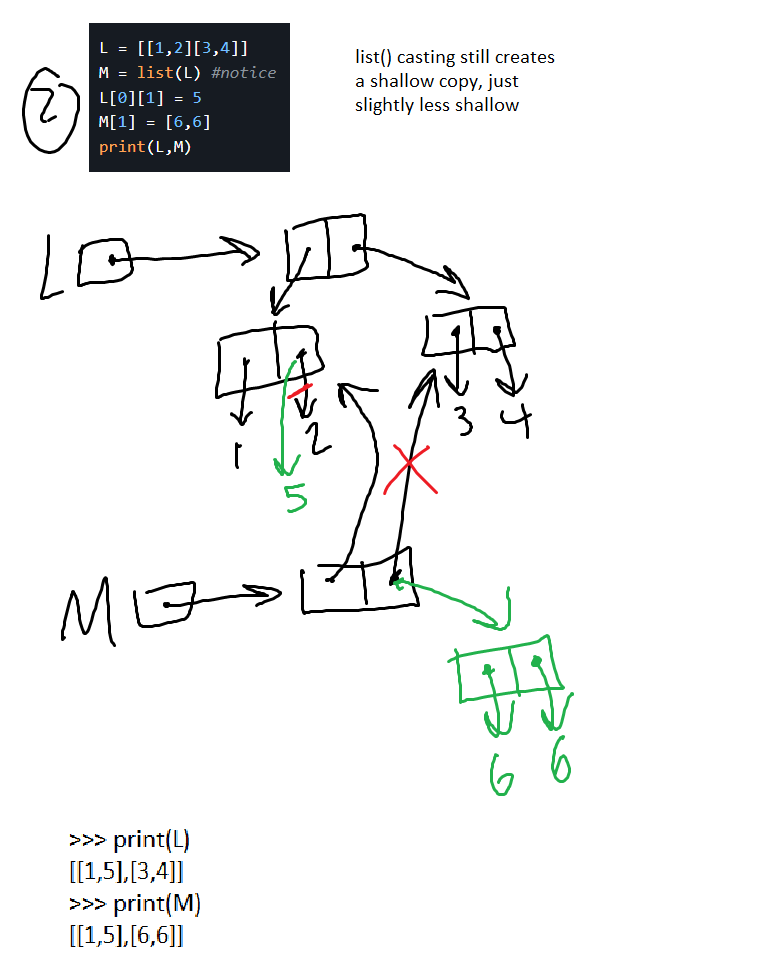 2
L = [[1,2][3,4]]
M = list(L) #notice
L[0][1] = 5
M[1] = [6,6]
print(L,M)
list() casting still creates
a shallow copy, just
slightly less shallow
L
1
2
3
4
5
M
6
6
>>> print(L)
[[1,5],[3,4]]
>>> print(M)
[[1,5],[6,6]]